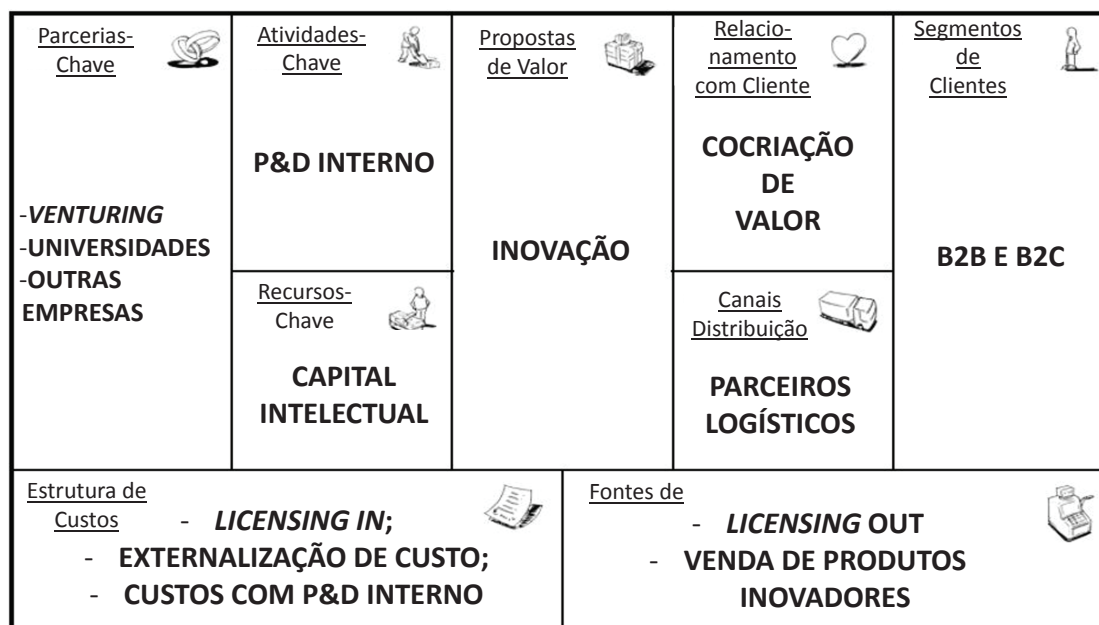 Parcerias-
Chave
-VENTURING
-UNIVERSIDADES
-OUTRAS
EMPRESAS
Atividades-
Chave
P&D INTERNO
Recursos-
Chave
CAPITAL
INTELECTUAL
Propostas
de Valor
INOVAÇÃO
Relacio-
namento
com Cliente
COCRIAÇÃO
DE
VALOR
Canais
Distribuição
PARCEIROS
LOGÍSTICOS
Segmentos
de
Clientes
B2B E B2C
Estrutura de
Custos - LICENSING IN;
- EXTERNALIZAÇÃO DE CUSTO;
- CUSTOS COM P&D INTERNO
Fontes de
- LICENSING OUT
- VENDA DE PRODUTOS
INOVADORES